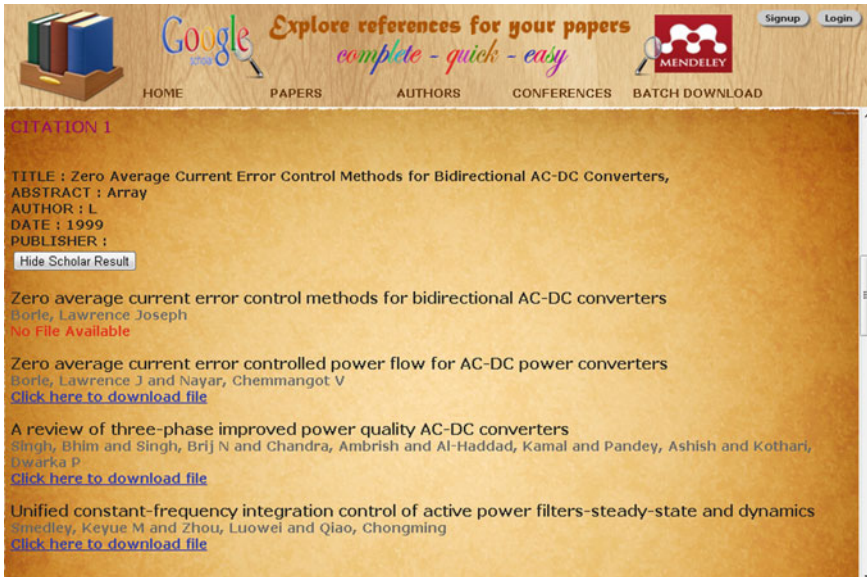 Google
scholar
Explore references for your papers
complete - quick - easy
MENDELEY
Signup
Login
HOME
PAPERS
AUTHORS
CONFERENCES
BATCH DOWNLOAD
CITATION 1
TITLE : Zero Average Current Error Control Methods for Bidirectional AC-DC Converters,
ABSTRACT : Array
AUTHOR : L
DATE : 1999
PUBLISHER :
Hide Scholar Result
Zero average current error control methods for bidirectional AC-DC converters
Borle, Lawrence Joseph
No File Available
Zero average current error controlled power flow for AC-DC power converters
Borle, Lawrence J and Nayar, Chemmangot V
Click here to download file
A review of three-phase improved power quality AC-DC converters
Singh, Bhim and Singh, Brij N and Chandra, Ambrish and Al-Haddad, Kamal and Pandey, Ashish and Kothari,
Dwarka P
Click here to download file
Unified constant-frequency integration control of active power filters-steady-state and dynamics
Smedley, Keyue M and Zhou, Luowei and Qiao, Chongming
Click here to download file